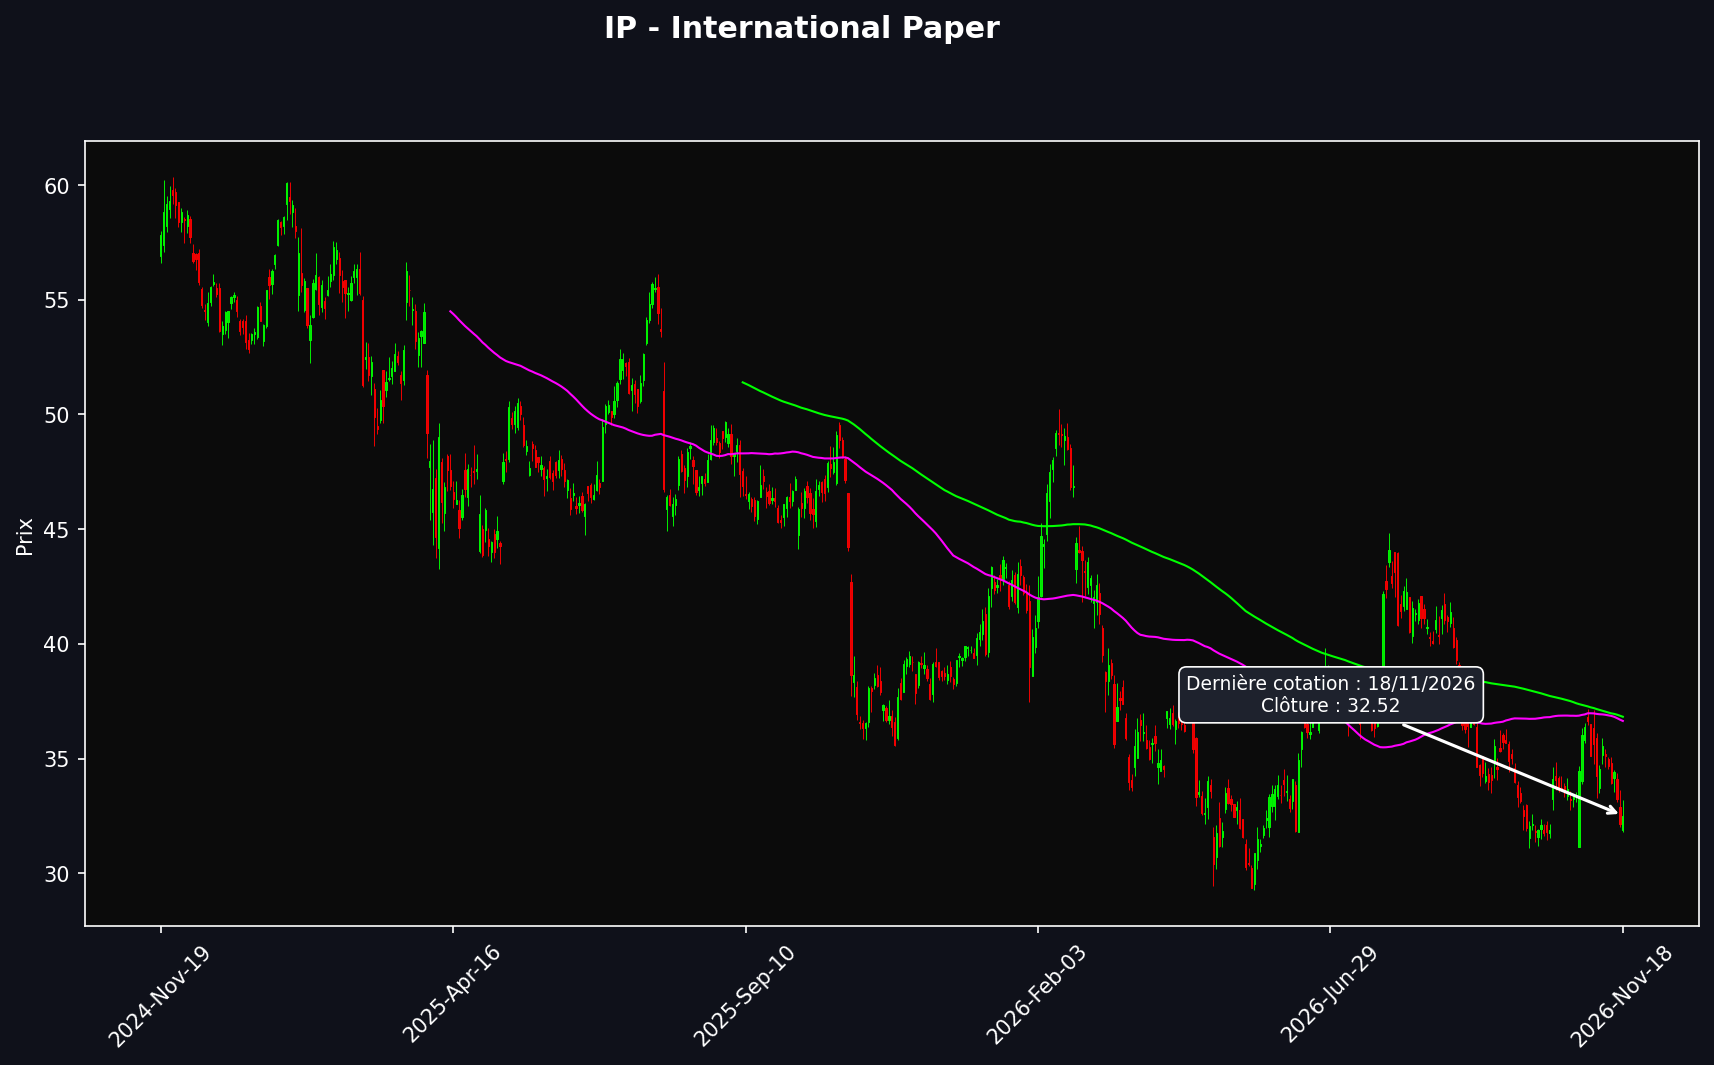 IP - International Paper
Prix
60
55
50
45
40
35
30
Dernière cotation : 18/11/2026
Clôture : 32.52
2024-Nov-19
2025-Apr-16
2025-Sep-10
2026-Feb-03
2026-Jun-29
2026-Nov-18